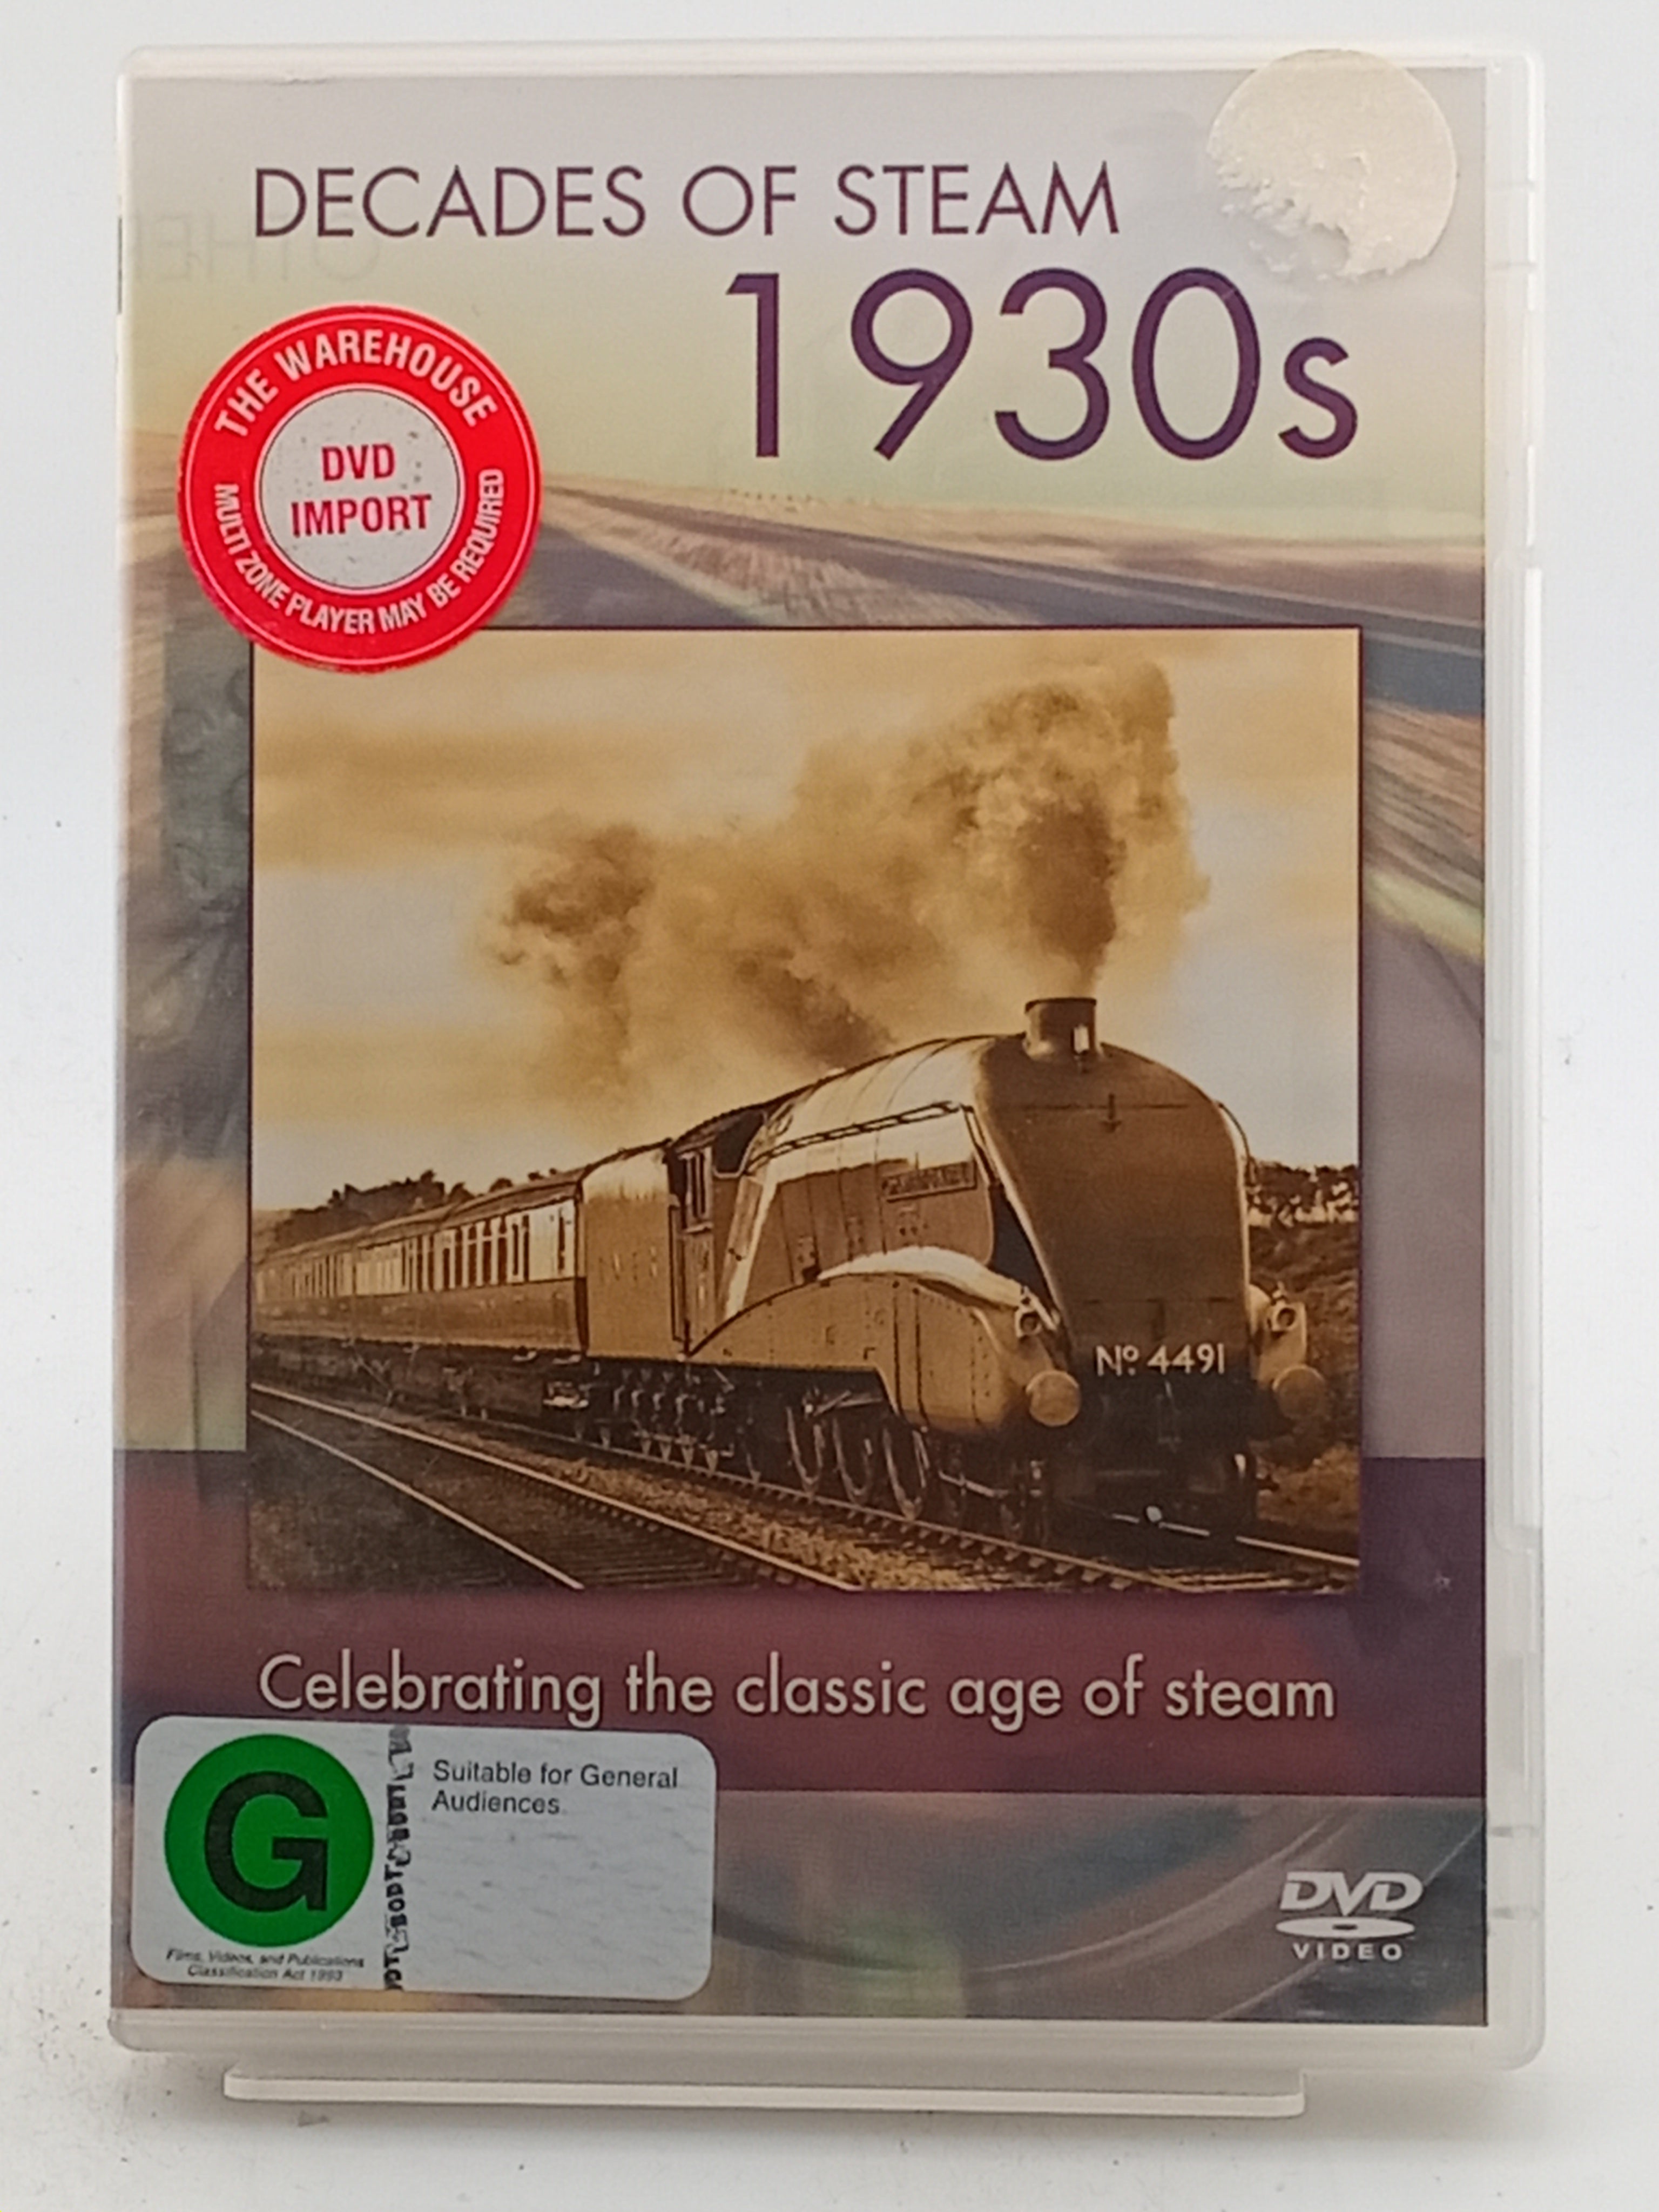 DECADES OF STEAM
1930s
THE WAREHOUSE
DVD
IMPORT
MULTI ZONE PLAYER MAY BE REQUIRED
Nº 4491
Celebrating the classic age of steam
G
Suitable for General
Audiences
Films, Videos, and Publications
Classification Act 1993
DVD
VIDEO